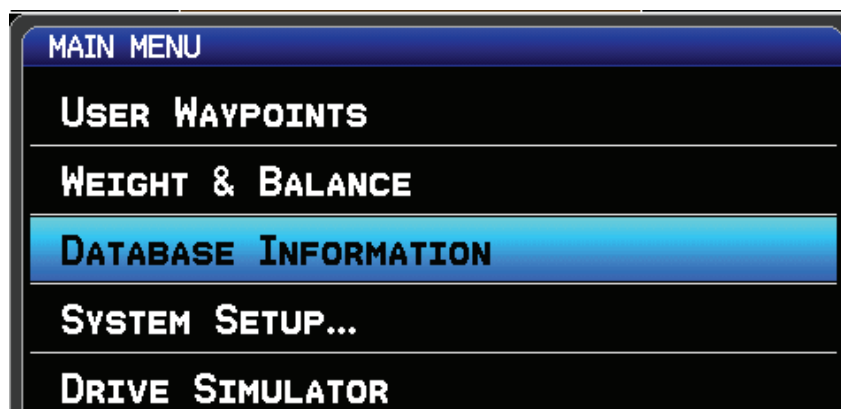 MAIN MENU
USER WAYPOINTS
WEIGHT & BALANCE
DATABASE INFORMATION
SYSTEM SETUP...
DRIVE SIMULATOR